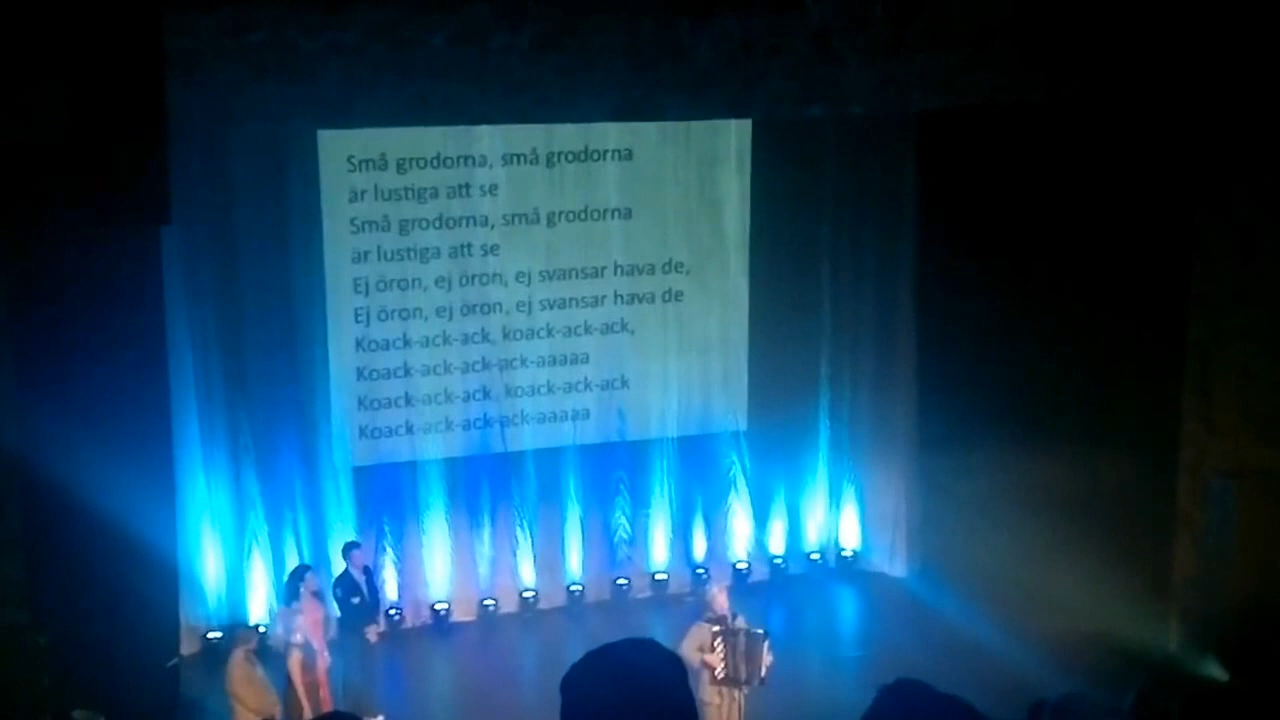 Små grodorna, små grodorna
är lustiga att se
Små grodorna, små grodorna
är lustiga att se
Ej öron, ej öron, ej svansar hava de,
Ej öron, ej öron, ej svansar hava de
Koack-ack-ack, koack-ack-ack,
Koack-ack-ack-ack-aaaaa
Koack-ack-ack, koack-ack-ack
Koack-ack-ack-ack-aaaaa